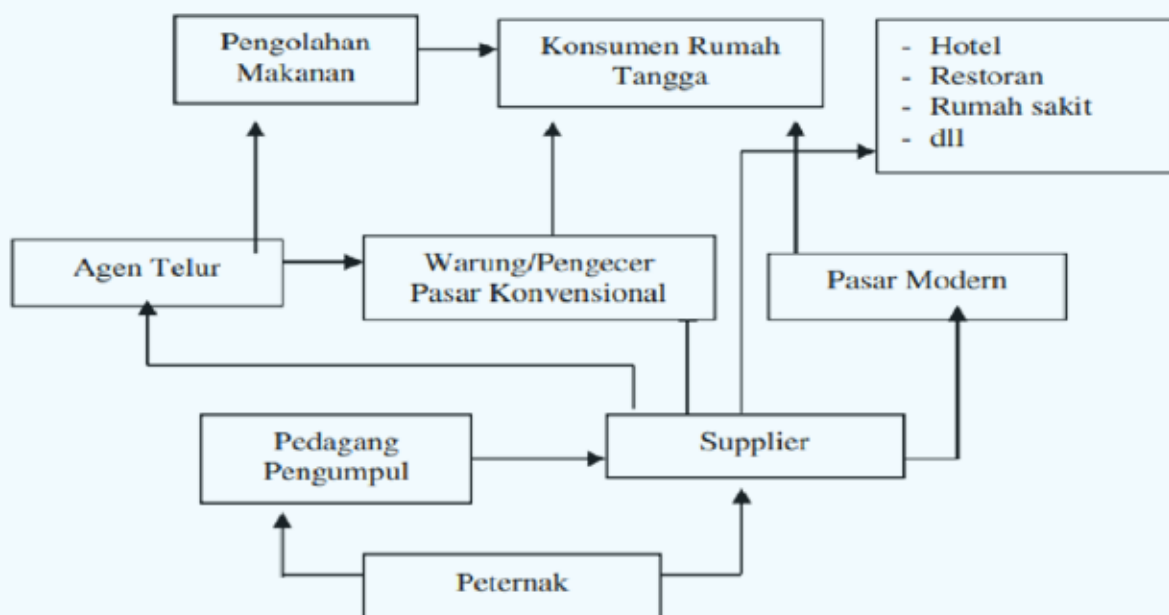 Pengolahan
Makanan
Konsumen Rumah
Tangga
- Hotel
- Restoran
- Rumah sakit
- dll
Agen Telur
Warung/Pengecer
Pasar Konvensional
Pasar Modern
Pedagang
Pengumpul
Supplier
Peternak